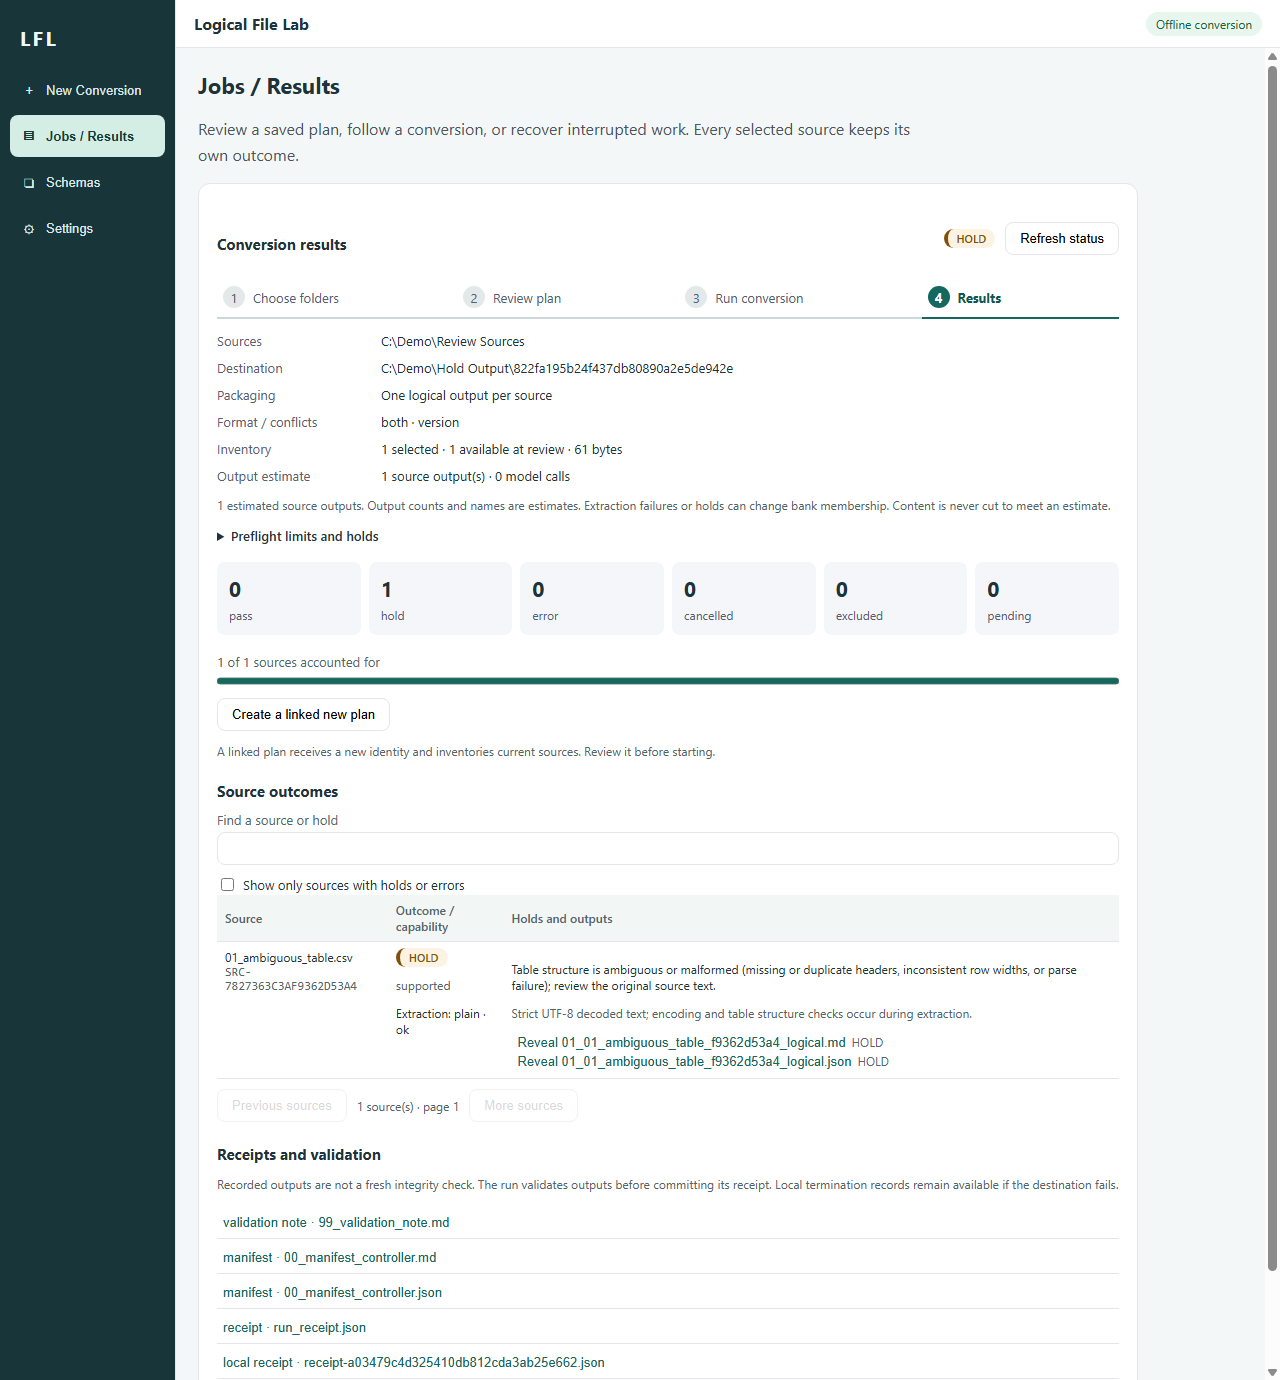 LFL
Logical File Lab
Offline conversion
+ New Conversion
Jobs / Results
Schemas
Settings
Jobs / Results
Review a saved plan, follow a conversion, or recover interrupted work. Every selected source keeps its
own outcome.
Conversion results
HOLD
Refresh status
1 Choose folders
2 Review plan
3 Run conversion
4 Results
Sources C:\Demo\Review Sources
Destination C:\Demo\Hold Output\822fa195b24f437db80890a2e5de942e
Packaging One logical output per source
Format / conflicts both · version
Inventory 1 selected · 1 available at review · 61 bytes
Output estimate 1 source output(s) · 0 model calls
1 estimated source outputs. Output counts and names are estimates. Extraction failures or holds can change bank membership. Content is never cut to meet an estimate.
Preflight limits and holds
0 1 0 0 0 0
pass hold error cancelled excluded pending
1 of 1 sources accounted for
Create a linked new plan
A linked plan receives a new identity and inventories current sources. Review it before starting.
Source outcomes
Find a source or hold
Show only sources with holds or errors
Source
Outcome /
capability
Holds and outputs
01_ambiguous_table.csv
SRC-
7827363C3AF9362D53A4
HOLD
supported
Extraction: plain ·
ok
Table structure is ambiguous or malformed (missing or duplicate headers, inconsistent row widths, or parse
failure); review the original source text.
Strict UTF-8 decoded text; encoding and table structure checks occur during extraction.
Reveal 01_01_ambiguous_table_f9362d53a4_logical.md HOLD
Reveal 01_01_ambiguous_table_f9362d53a4_logical.json HOLD
Previous sources
1 source(s) · page 1
More sources
Receipts and validation
Recorded outputs are not a fresh integrity check. The run validates outputs before committing its receipt. Local termination records remain available if the destination fails.
validation note · 99_validation_note.md
manifest · 00_manifest_controller.md
manifest · 00_manifest_controller.json
receipt · run_receipt.json
local receipt · receipt-a03479c4d325410db812cda3ab25e662.json